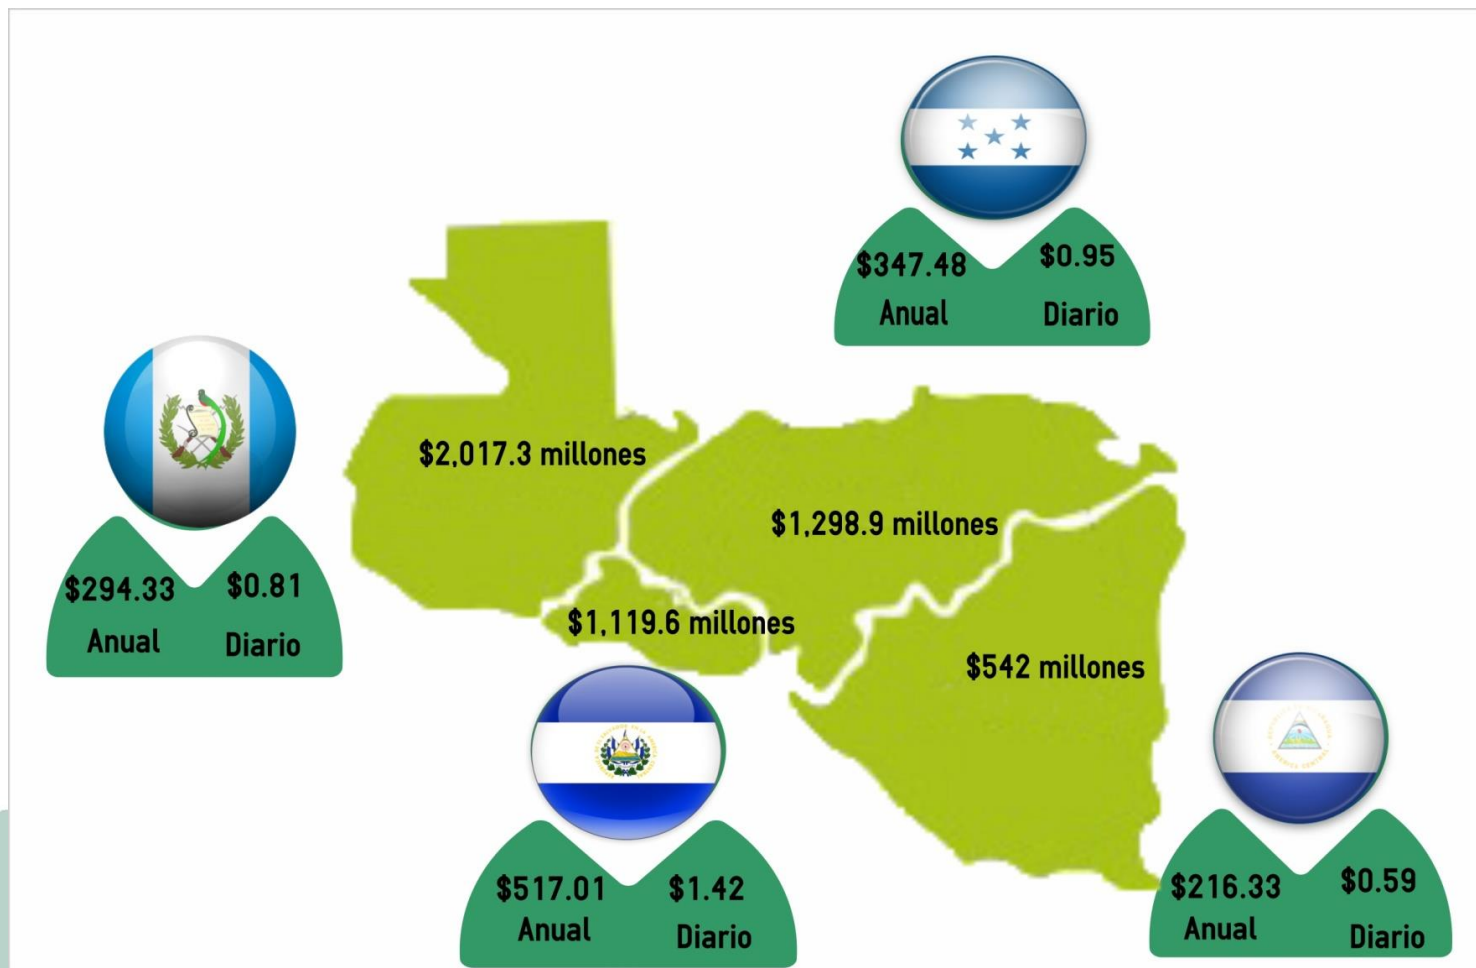 $347.48
Anual
$0.95
Diario
$2,017.3 millones
$1,298.9 millones
$294.33
Anual
$0.81
Diario
$1,119.6 millones
$542 millones
$517.01
Anual
$1.42
Diario
$216.33
Anual
$0.59
Diario